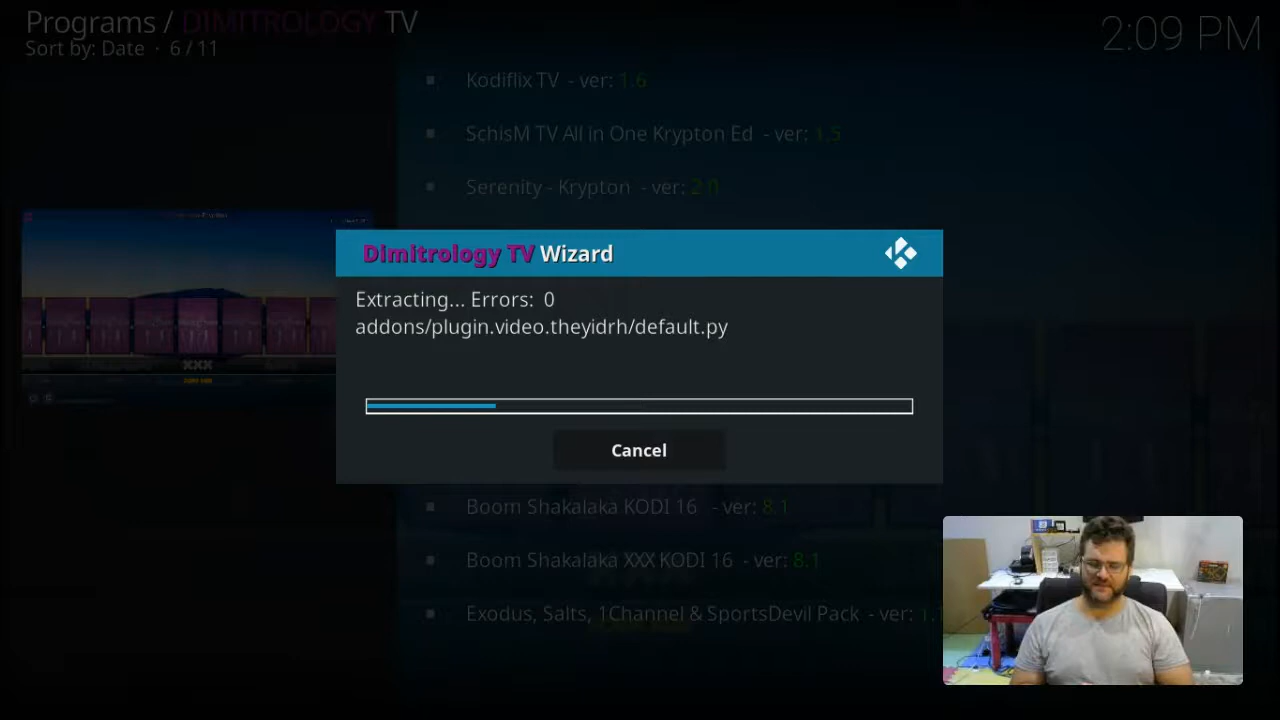 Programs / DIMITROLOGY TV
Sort by: Date · 6 / 11
2:09 PM
Kodiflix TV - ver: 1.6
SchisM TV All in One Krypton Ed - ver: 1.5
Serenity - Krypton - ver: 2.0
Dimitrology TV Wizard
Extracting... Errors: 0
addons/plugin.video.theyidrh/default.py
XXX
Cancel
Boom Shakalaka KODI 16 - ver: 8.1
Boom Shakalaka XXX KODI 16 - ver: 8.1
Exodus, Salts, 1Channel & SportsDevil Pack - ver: 1.